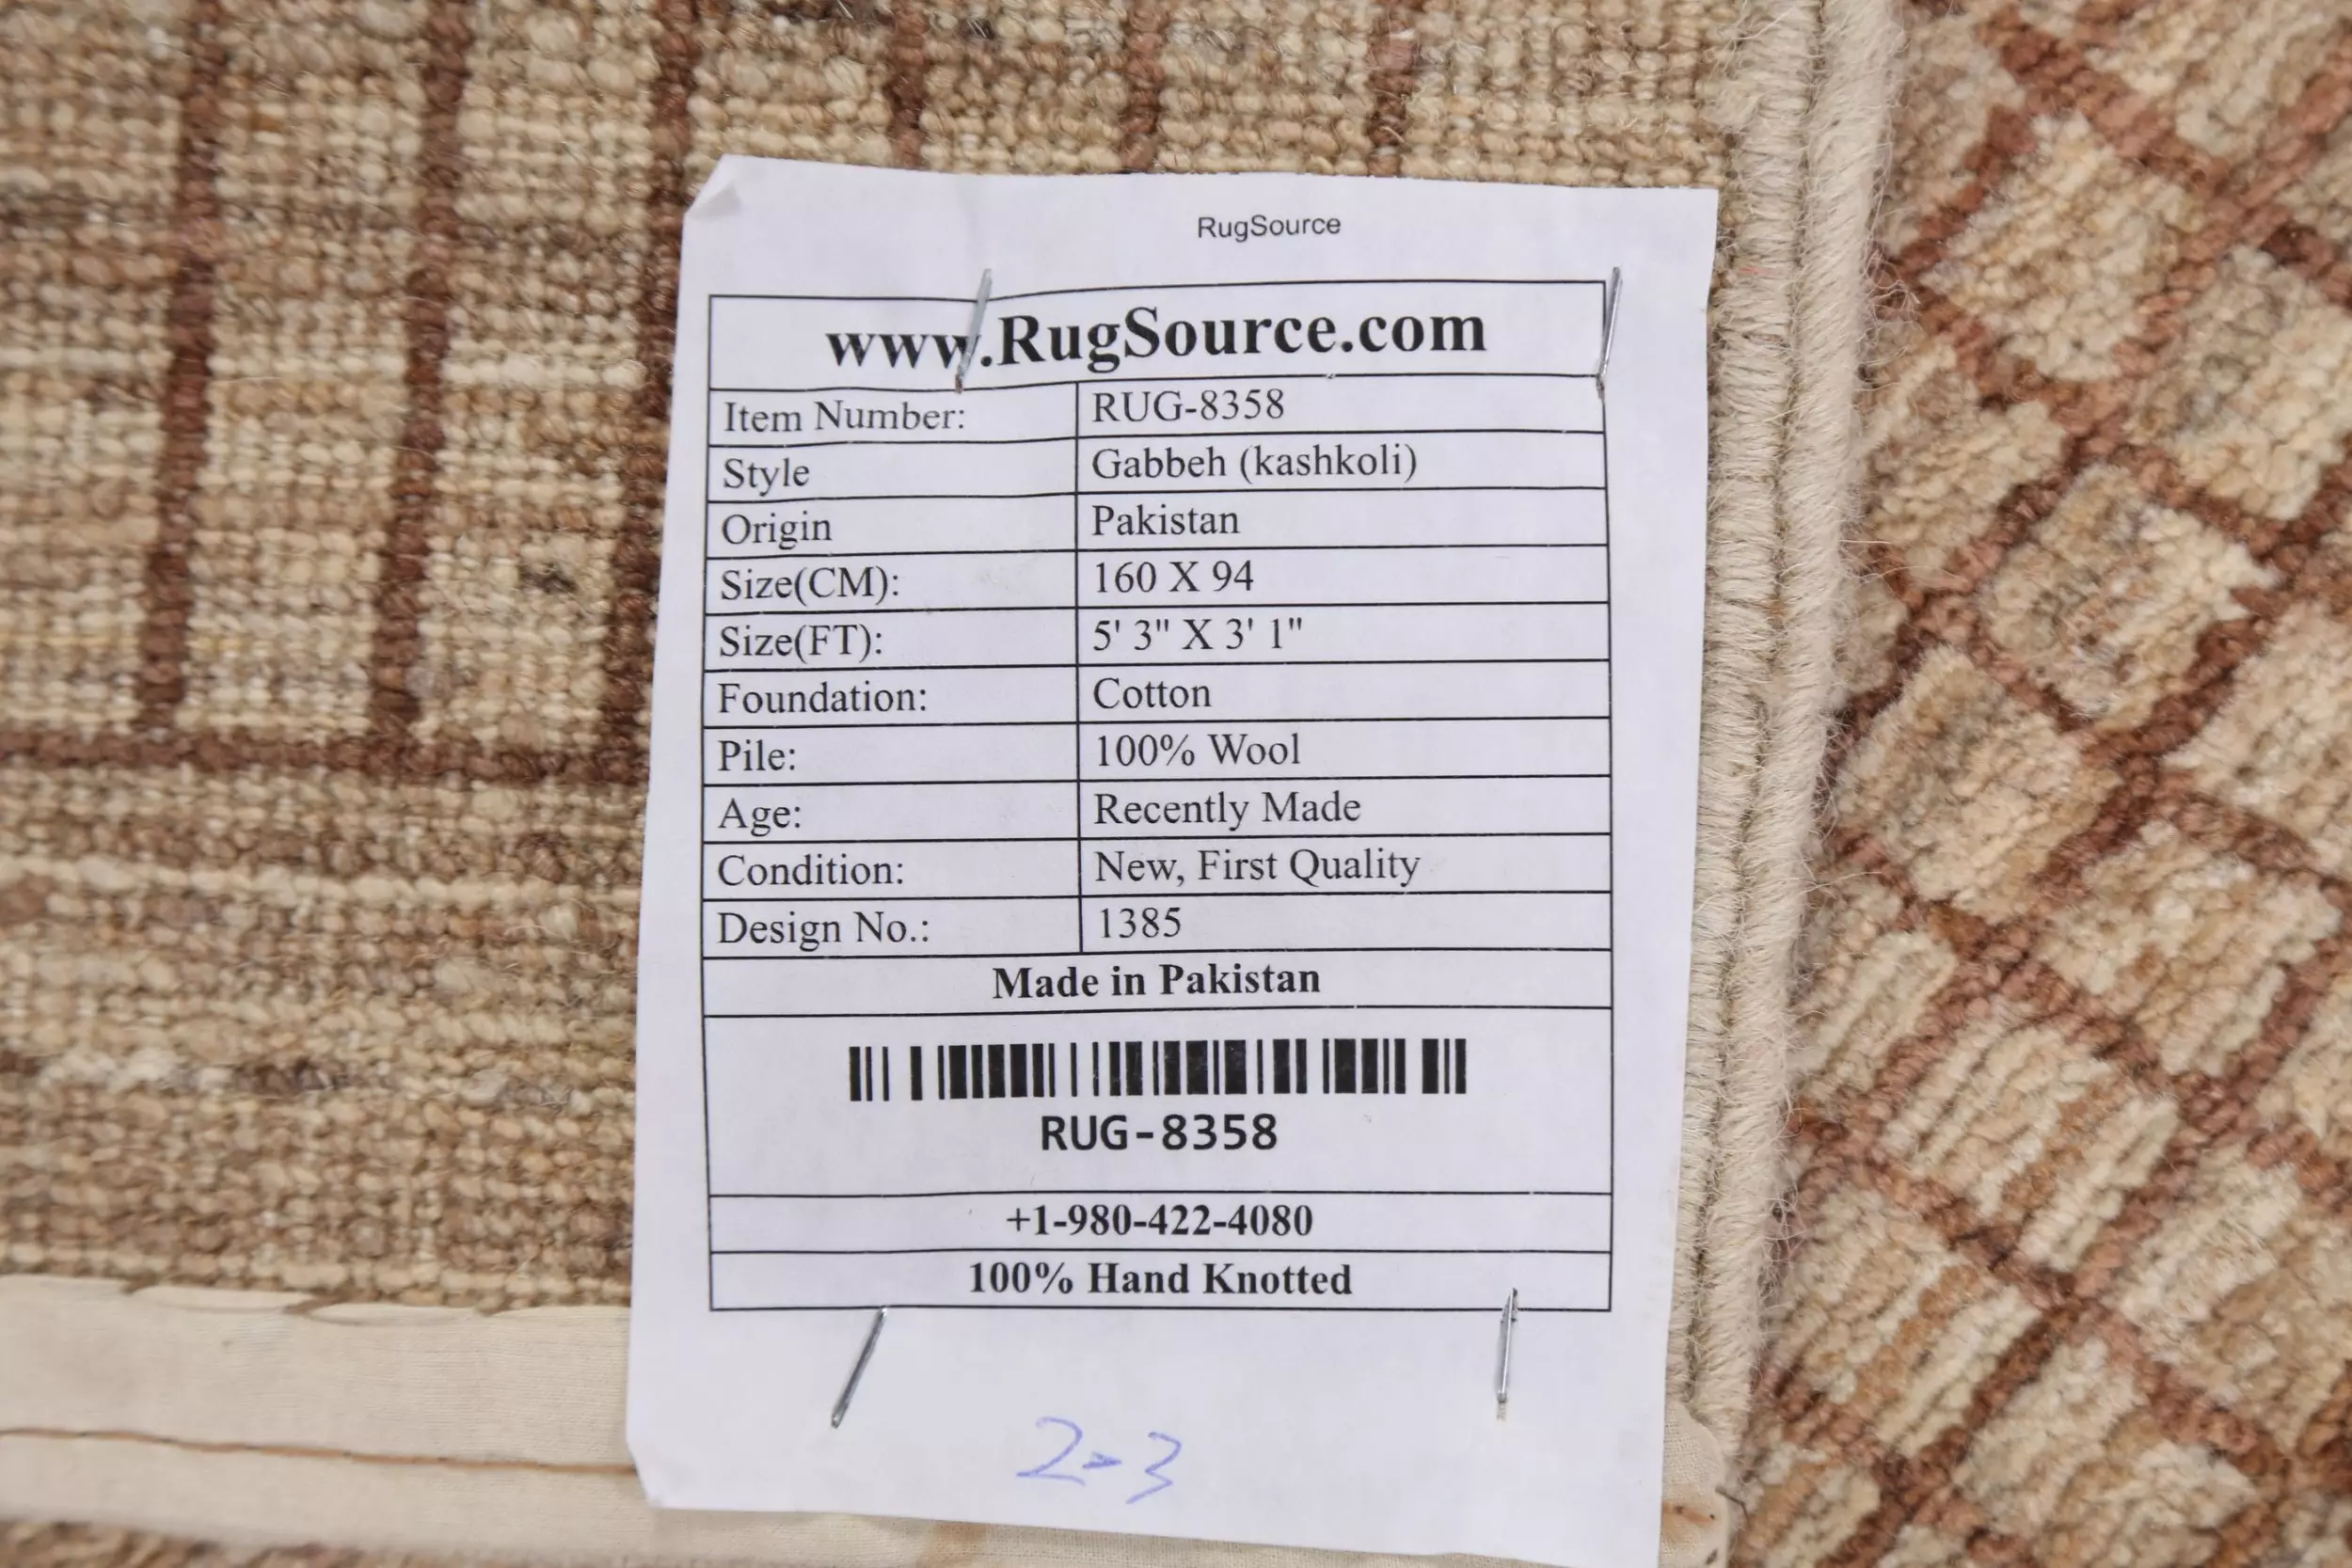 RugSource
www.RugSource.com
Item Number: RUG-8358
Style Gabbeh (kashkoli)
Origin Pakistan
Size(CM): 160 X 94
Size(FT): 5' 3" X 3' 1"
Foundation: Cotton
Pile: 100% Wool
Age: Recently Made
Condition: New, First Quality
Design No.: 1385
Made in Pakistan
RUG-8358
+1-980-422-4080
100% Hand Knotted
2-3